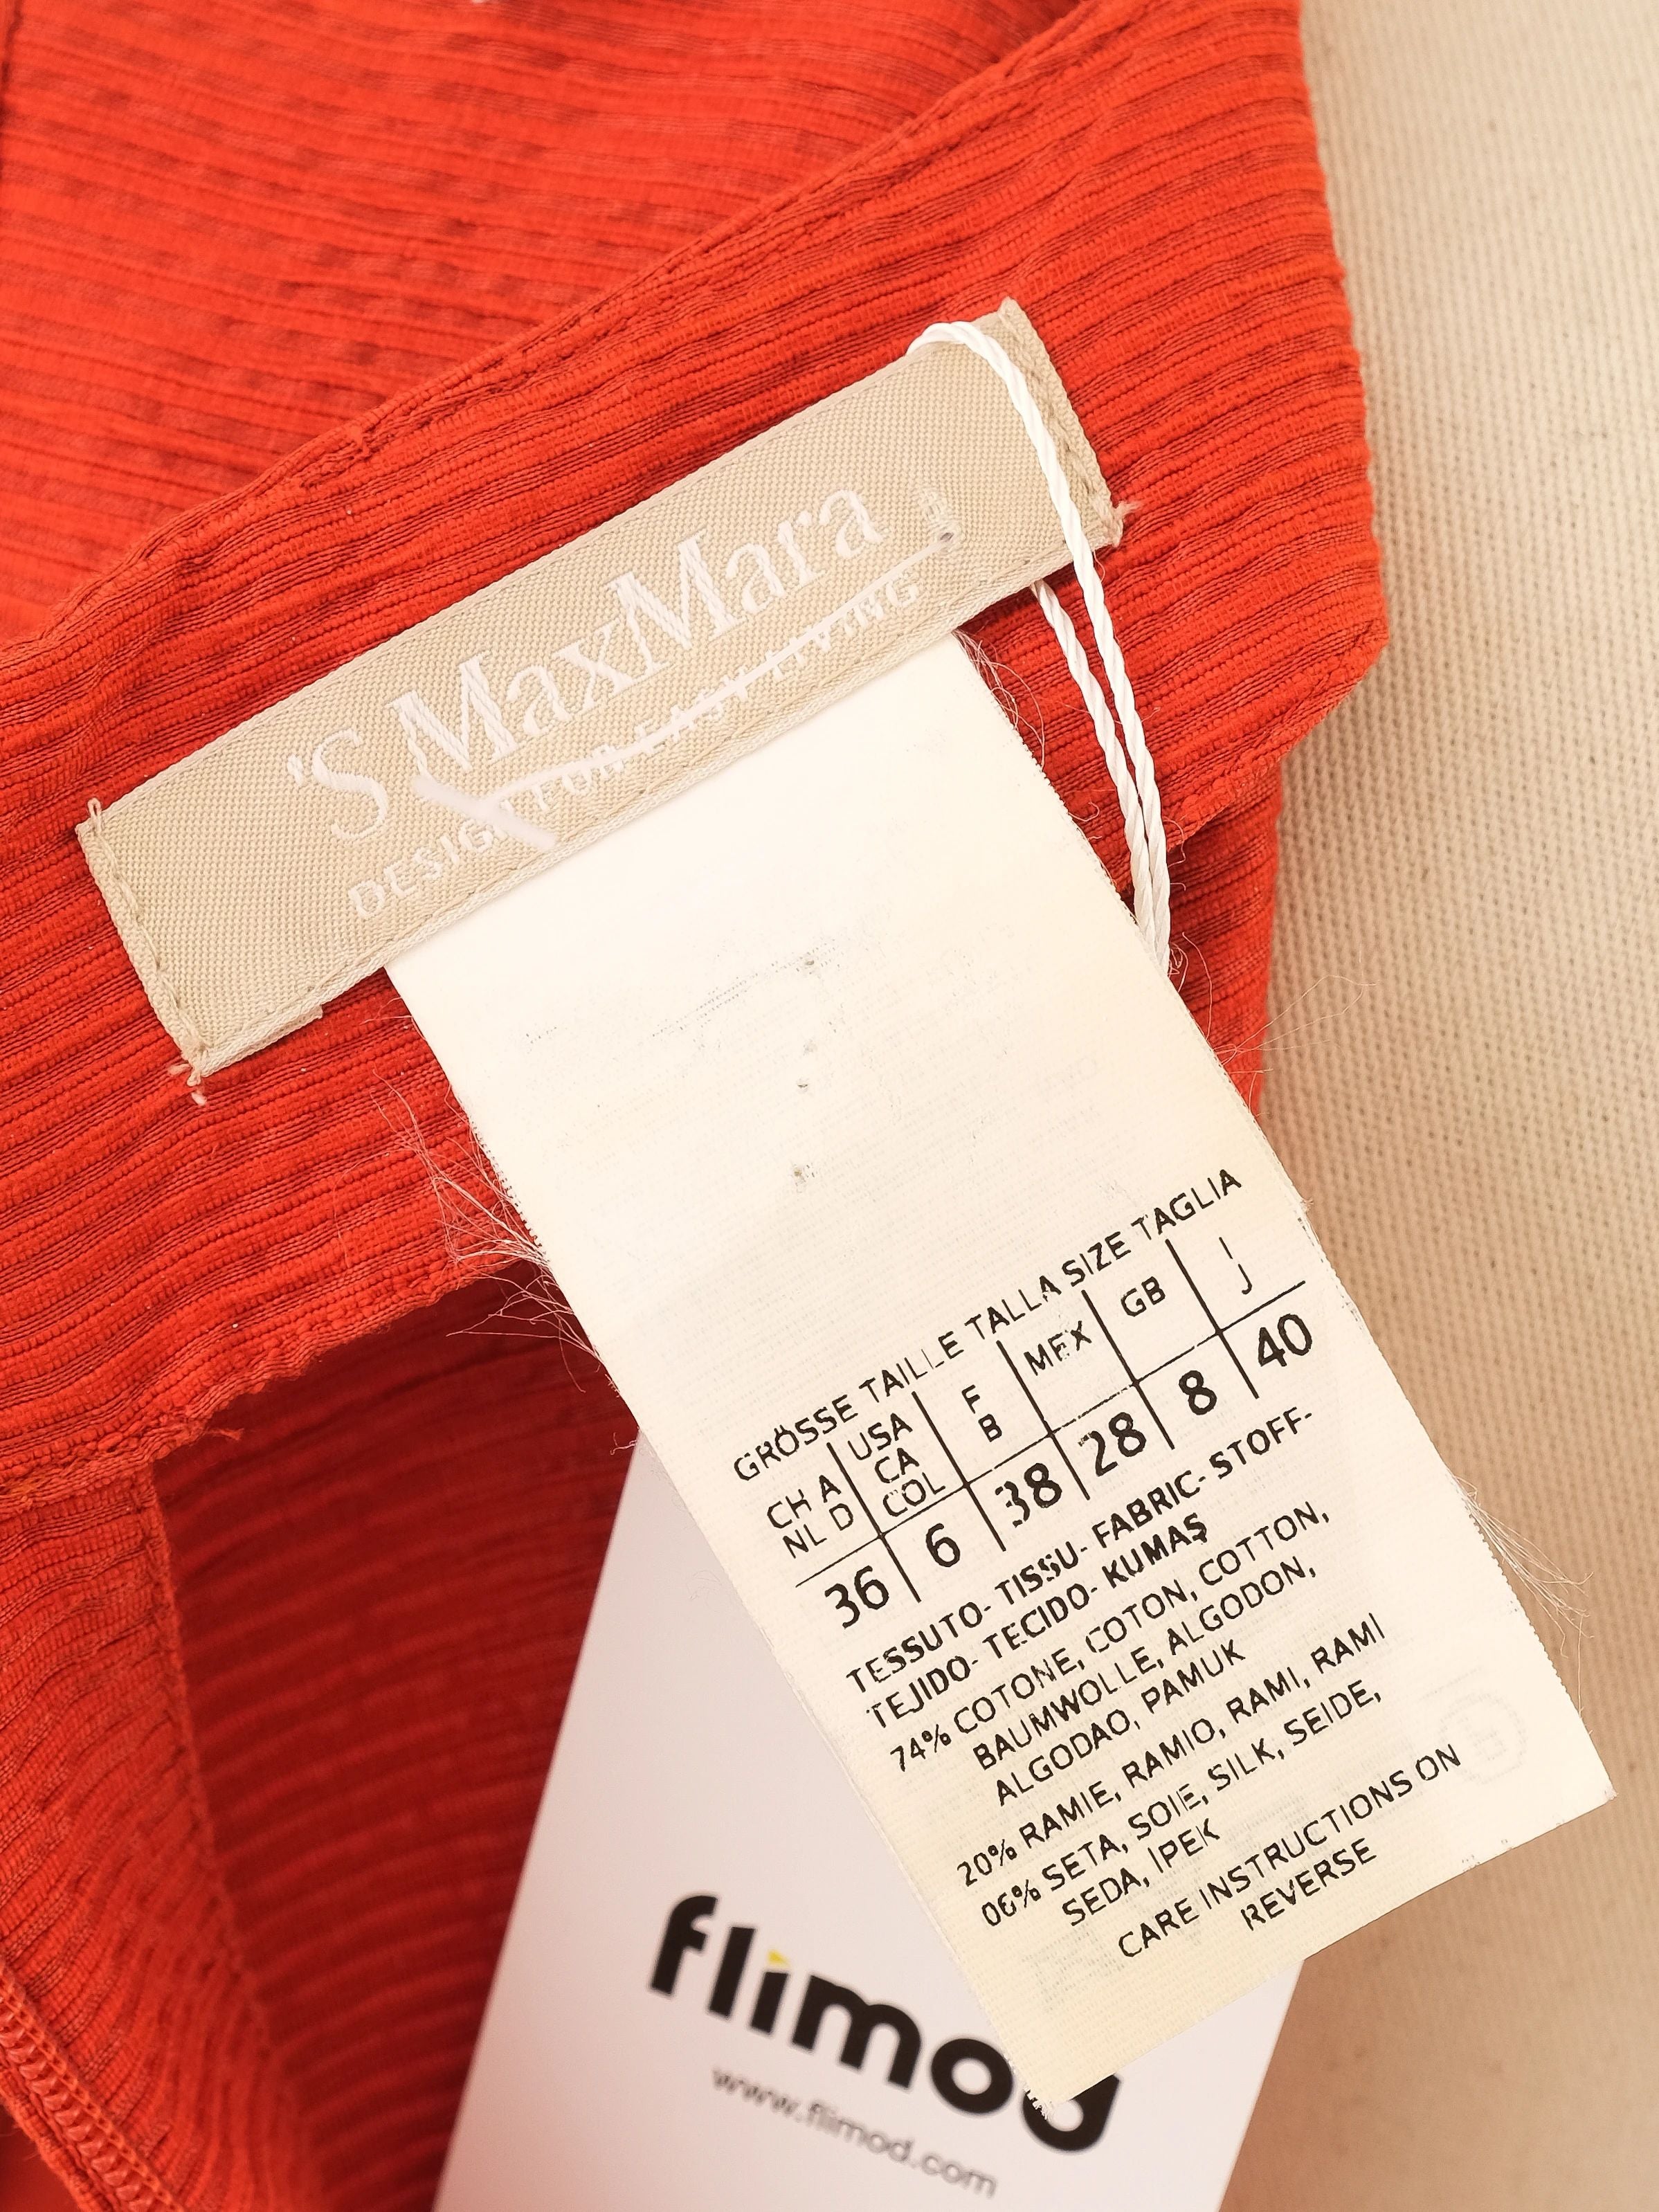 'S MaxMara
DESIGN FOR EASY LIVING
GRÖSSE TAILLE TALLA SIZE TAGLIA
CH A NL D
USA CA COL
F B
MEX
GB
I J
36 6 38 28 8 40
TESSUTO- TISSU- FABRIC- STOFF-
TEJIDO- TECIDO- KUMAŞ
74% COTONE, COTON, COTTON,
BAUMWOLLE, ALGODON,
ALGODAO, PAMUK
20% RAMIE, RAMIO, RAMI, RAMI
06% SETA, SOIE, SILK, SEIDE,
SEDA, IPEK
CARE INSTRUCTIONS ON
REVERSE
flimod
www.flimod.com